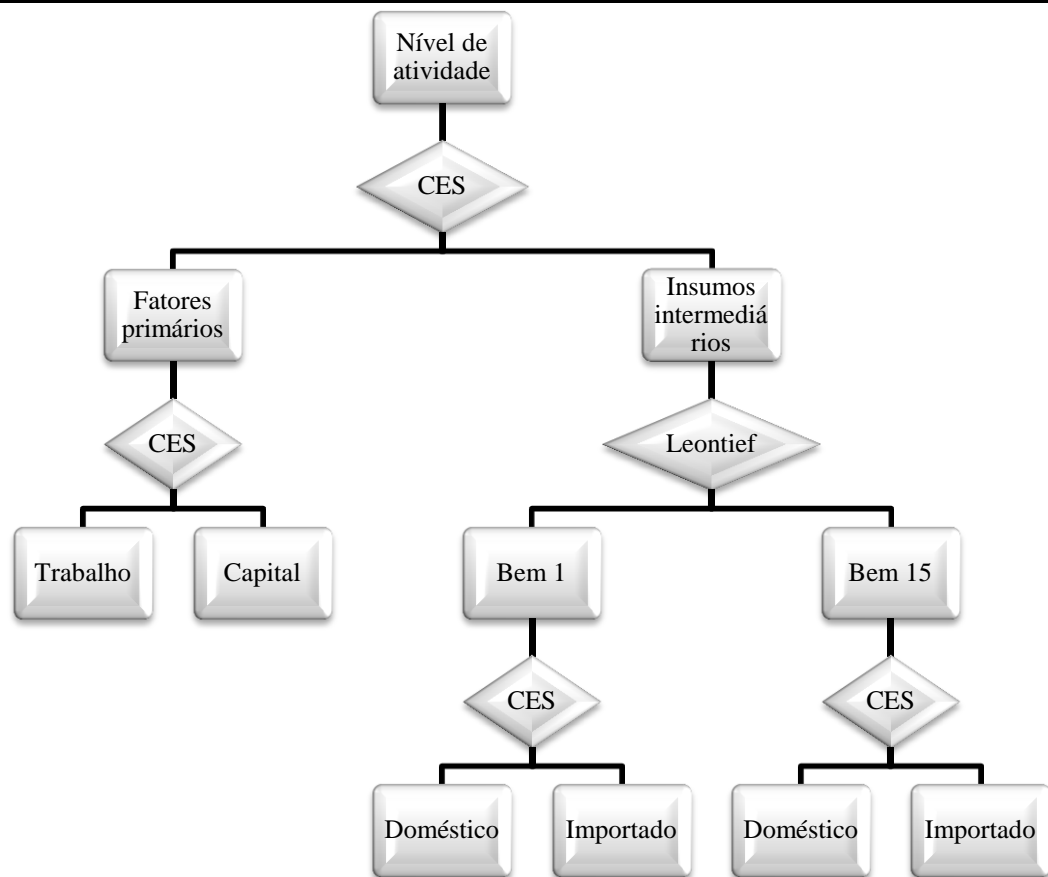 Nível de
atividade
CES
Fatores
primários
Insumos
intermediá
rios
CES
Leontief
Trabalho
Capital
Bem 1
Bem 15
CES
CES
Doméstico
Importado
Doméstico
Importado